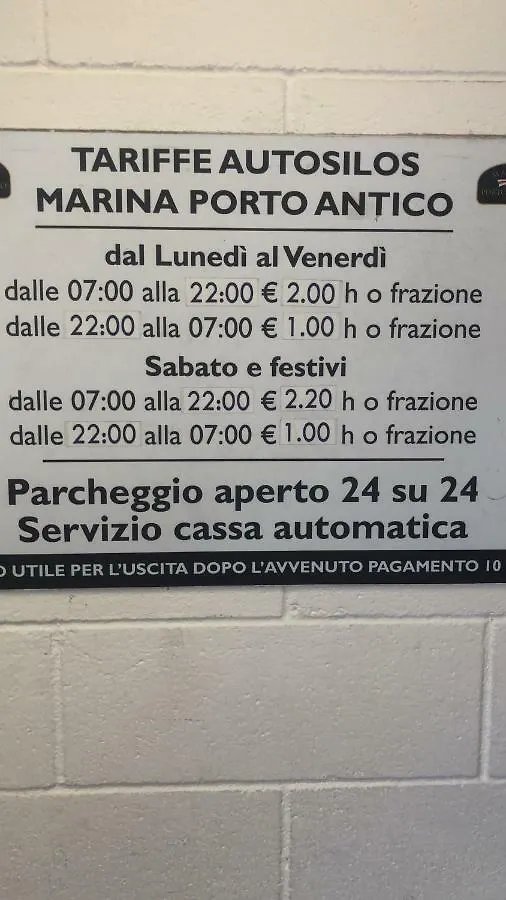 TARIFFE AUTOSILOS
MARINA PORTO ANTICO
dal Lunedì al Venerdì
dalle 07:00 alla 22:00 € 2.00 h o frazione
dalle 22:00 alla 07:00 € 1.00 h o frazione
Sabato e festivi
dalle 07:00 alla 22:00 € 2.20 h o frazione
dalle 22:00 alla 07:00 € 1.00 h o frazione
Parcheggio aperto 24 su 24
Servizio cassa automatica
O UTILE PER L'USCITA DOPO L'AVVENUTO PAGAMENTO 10